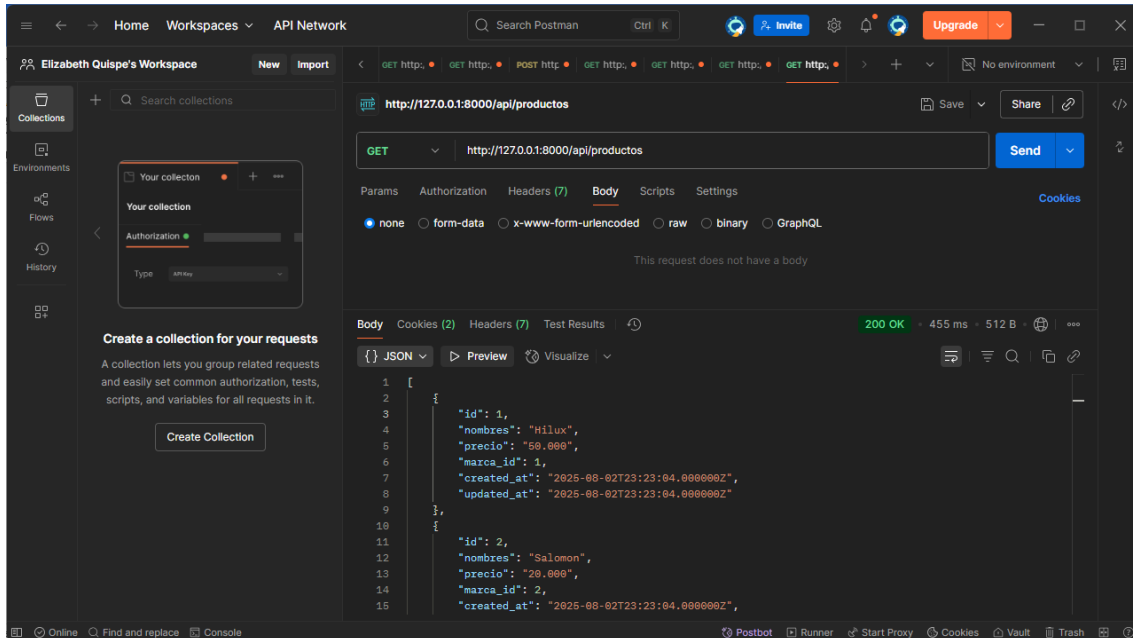 Home Workspaces API Network Search Postman Ctrl K Invite Upgrade
Elizabeth Quispe's Workspace New Import GET http:, GET http:, POST http GET http:, GET http:, GET http:, GET http:, No environment
Collections
Environments
Flows
History
Search collections
Your collecton
Your collection
Authorization
Type API Key
Create a collection for your requests
A collection lets you group related requests
and easily set common authorization, tests,
scripts, and variables for all requests in it.
Create Collection
HTTP http://127.0.0.1:8000/api/productos Save Share
GET http://127.0.0.1:8000/api/productos Send
Params Authorization Headers (7) Body Scripts Settings Cookies
none form-data x-www-form-urlencoded raw binary GraphQL
This request does not have a body
Body Cookies (2) Headers (7) Test Results 200 OK 455 ms 512 B
{} JSON Preview Visualize
1 [
2 {
3 "id": 1,
4 "nombres": "Hilux",
5 "precio": "50.000",
6 "marca_id": 1,
7 "created_at": "2025-08-02T23:23:04.000000Z",
8 "updated_at": "2025-08-02T23:23:04.000000Z"
9 },
10 {
11 "id": 2,
12 "nombres": "Salomon",
13 "precio": "20.000",
14 "marca_id": 2,
15 "created_at": "2025-08-02T23:23:04.000000Z",
Online Find and replace Console Postbot Runner Start Proxy Cookies Vault Trash